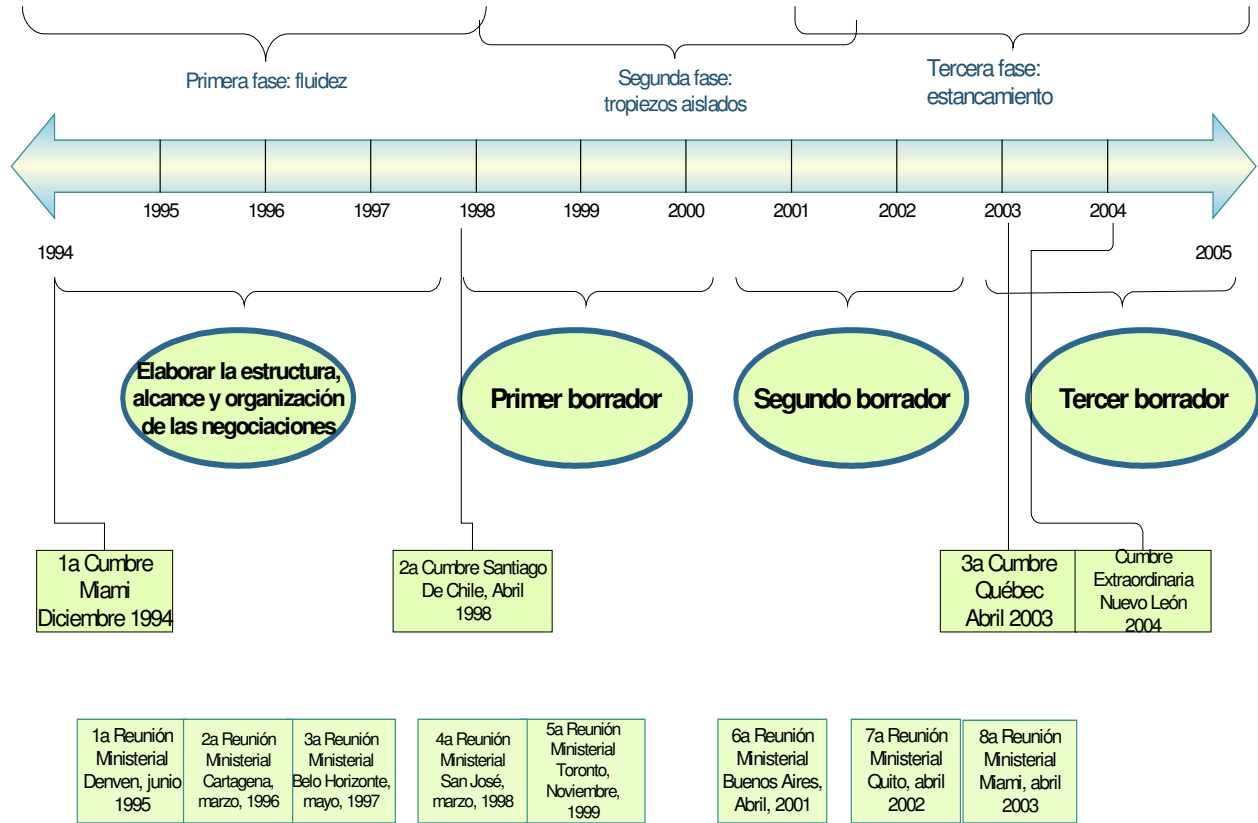 Primera fase: fluidez
Segunda fase:
tropiezos aislados
Tercera fase:
estancamiento
1995
1996
1997
1998
1999
2000
2001
2002
2003
2004
1994
2005
Elaborar la estructura,
alcance y organización
de las negociaciones
Primer borrador
Segundo borrador
Tercer borrador
1a Cumbre
Miami
Diciembre 1994
2a Cumbre Santiago
De Chile, Abril
1998
3a Cumbre
Québec
Abril 2003
Cumbre
Extraordinaria
Nuevo León
2004
1a Reunión
Ministerial
Denven, junio
1995
2a Reunión
Ministerial
Cartagena,
marzo, 1996
3a Reunión
Ministerial
Belo Horizonte,
mayo, 1997
4a Reunión
Ministerial
San José,
marzo, 1998
5a Reunión
Ministerial
Toronto,
Noviembre,
1999
6a Reunión
Ministerial
Buenos Aires,
Abril, 2001
7a Reunión
Ministerial
Quito, abril
2002
8a Reunión
Ministerial
Miami, abril
2003